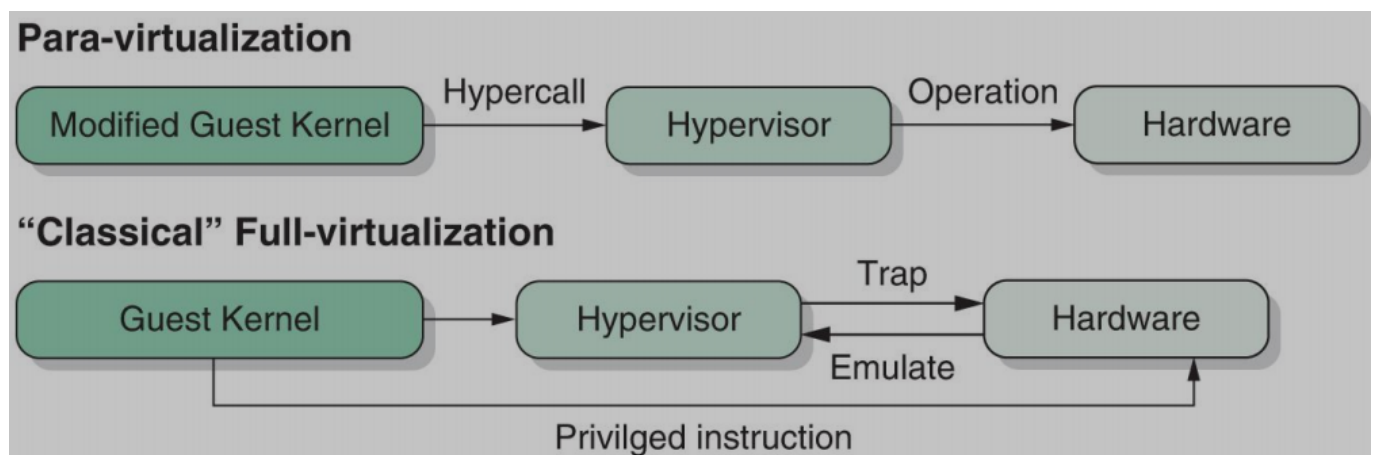 Para-virtualization
Modified Guest Kernel
Hypercall
Hypervisor
Operation
Hardware
“Classical” Full-virtualization
Guest Kernel
Hypervisor
Trap
Emulate
Hardware
Privilged instruction